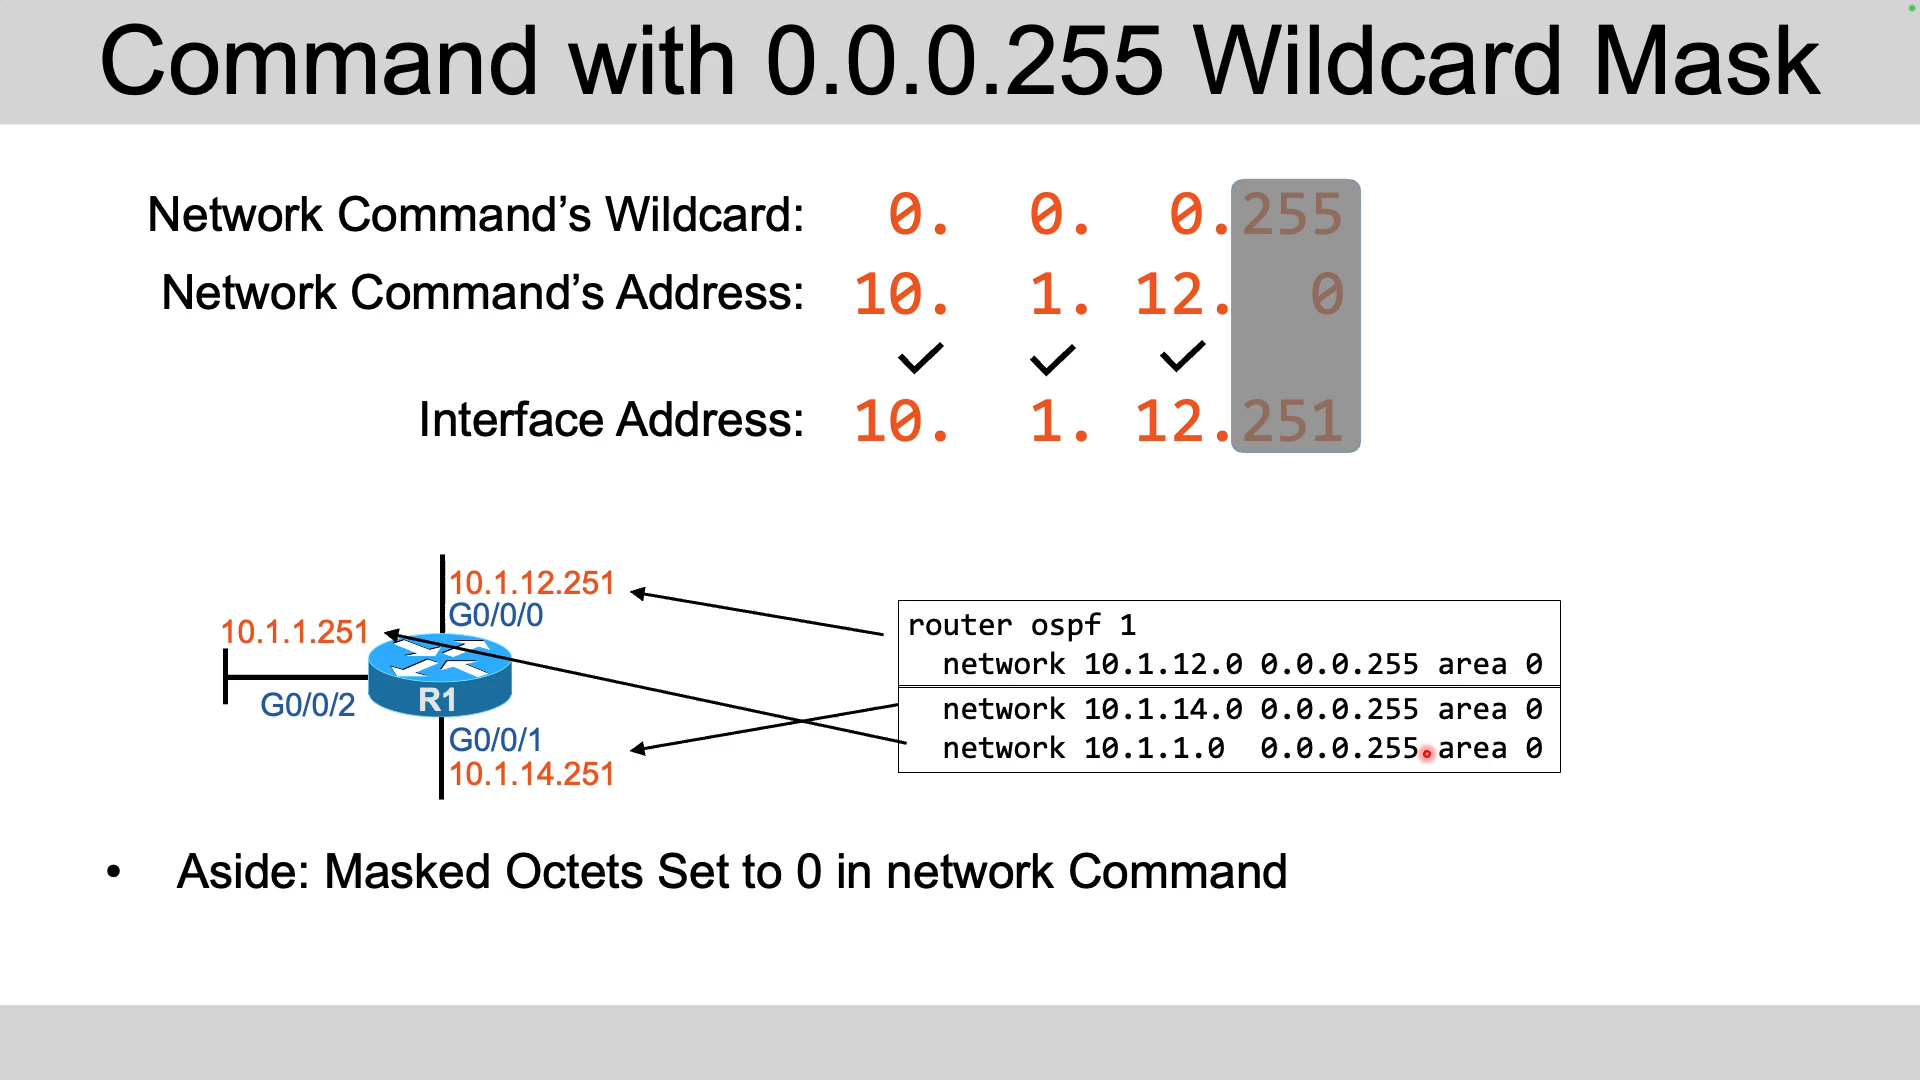 Command with 0.0.0.255 Wildcard Mask
Network Command’s Wildcard: 0. 0. 0.255
Network Command’s Address: 10. 1. 12. 0
Interface Address: 10. 1. 12.251
10.1.12.251
G0/0/0
10.1.1.251
G0/0/2
R1
G0/0/1
10.1.14.251
router ospf 1
network 10.1.12.0 0.0.0.255 area 0
network 10.1.14.0 0.0.0.255 area 0
network 10.1.1.0 0.0.0.255 area 0
• Aside: Masked Octets Set to 0 in network Command